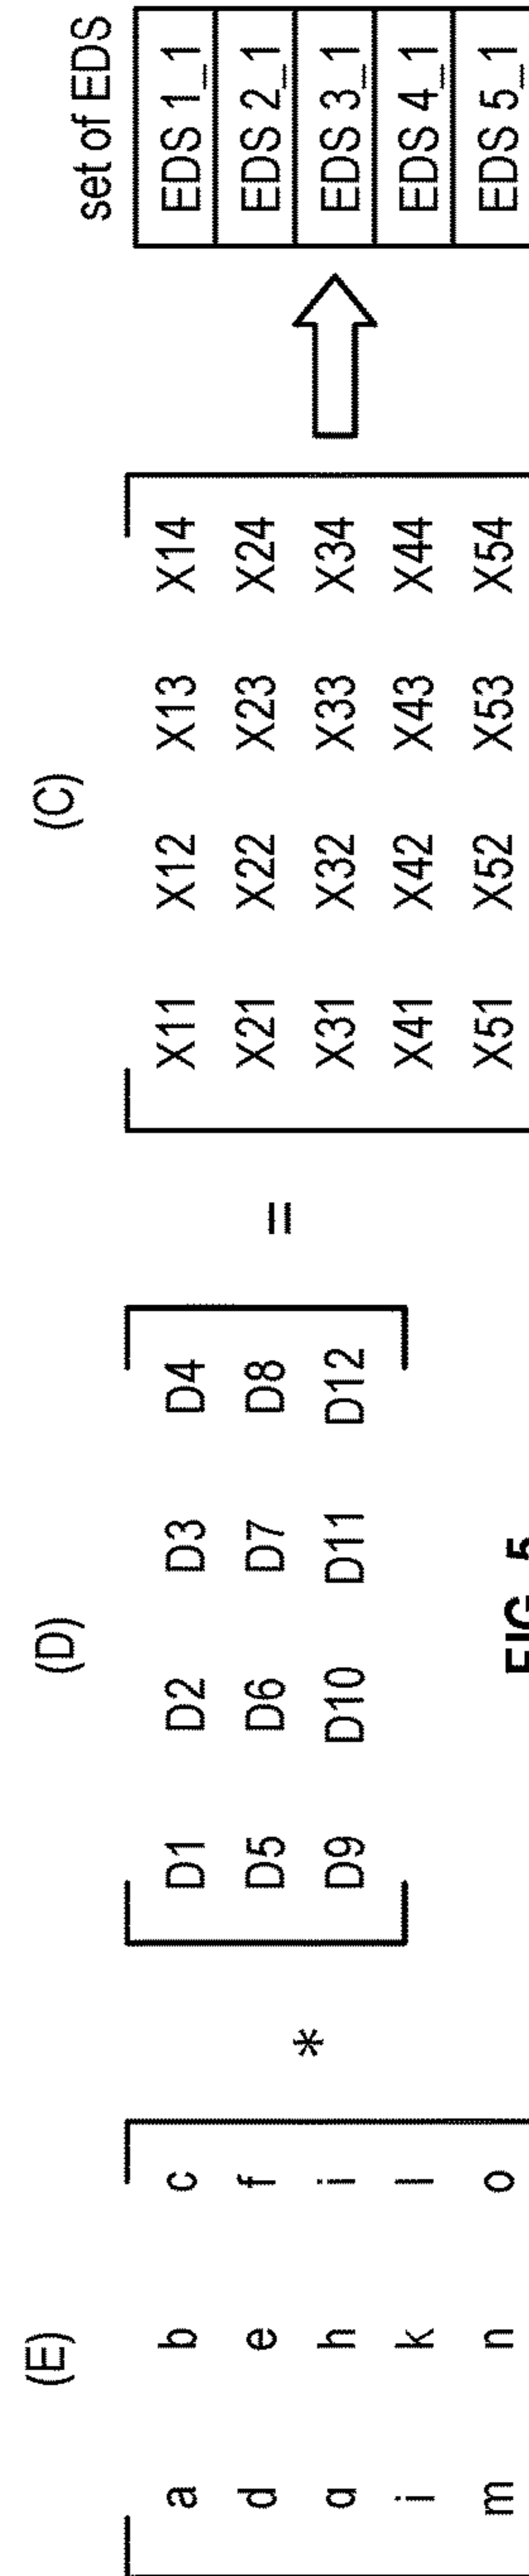 (E) (D) (C) set of EDS
a b c D1 D2 D3 D4 X11 X12 X13 X14 EDS 1_1
d e f * D5 D6 D7 D8 = X21 X22 X23 X24 EDS 2_1
g h i D9 D10 D11 D12 X31 X32 X33 X34 EDS 3_1
j k l X41 X42 X43 X44 EDS 4_1
m n o X51 X52 X53 X54 EDS 5_1
FIG. 5